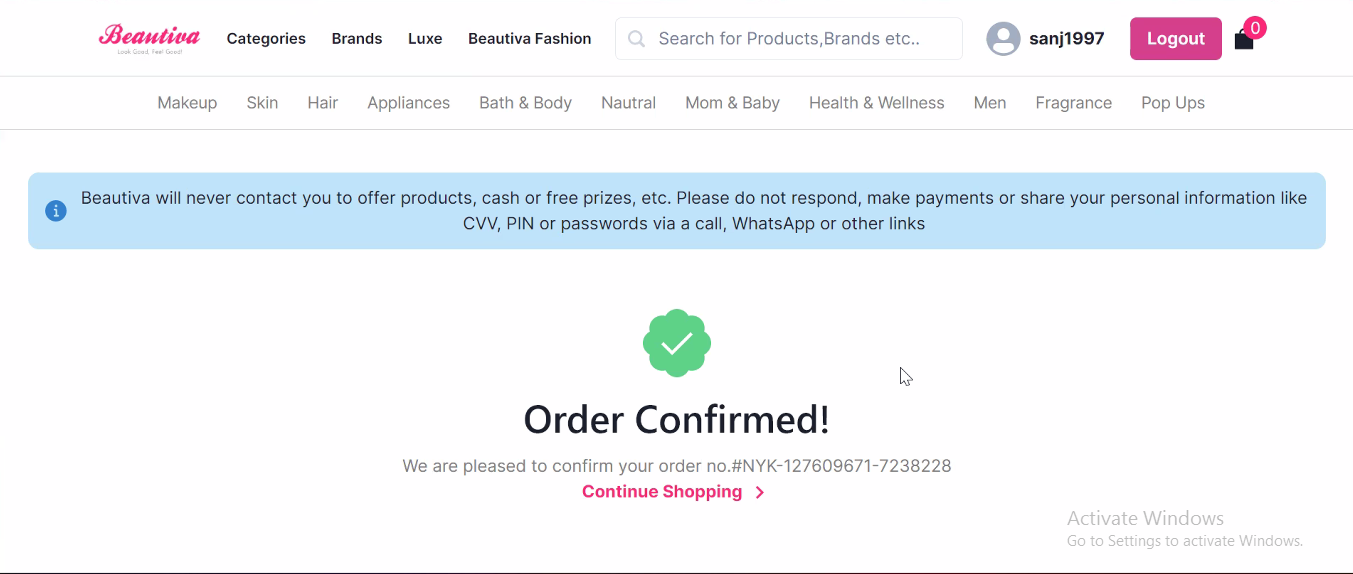 Beautiva
Look Good, Feel Good!
Categories
Brands
Luxe
Beautiva Fashion
Search for Products,Brands etc..
sanj1997
Logout
0
Makeup
Skin
Hair
Appliances
Bath & Body
Nautral
Mom & Baby
Health & Wellness
Men
Fragrance
Pop Ups
Beautiva will never contact you to offer products, cash or free prizes, etc. Please do not respond, make payments or share your personal information like
CVV, PIN or passwords via a call, WhatsApp or other links
Order Confirmed!
We are pleased to confirm your order no.#NYK-127609671-7238228
Continue Shopping
Activate Windows
Go to Settings to activate Windows.